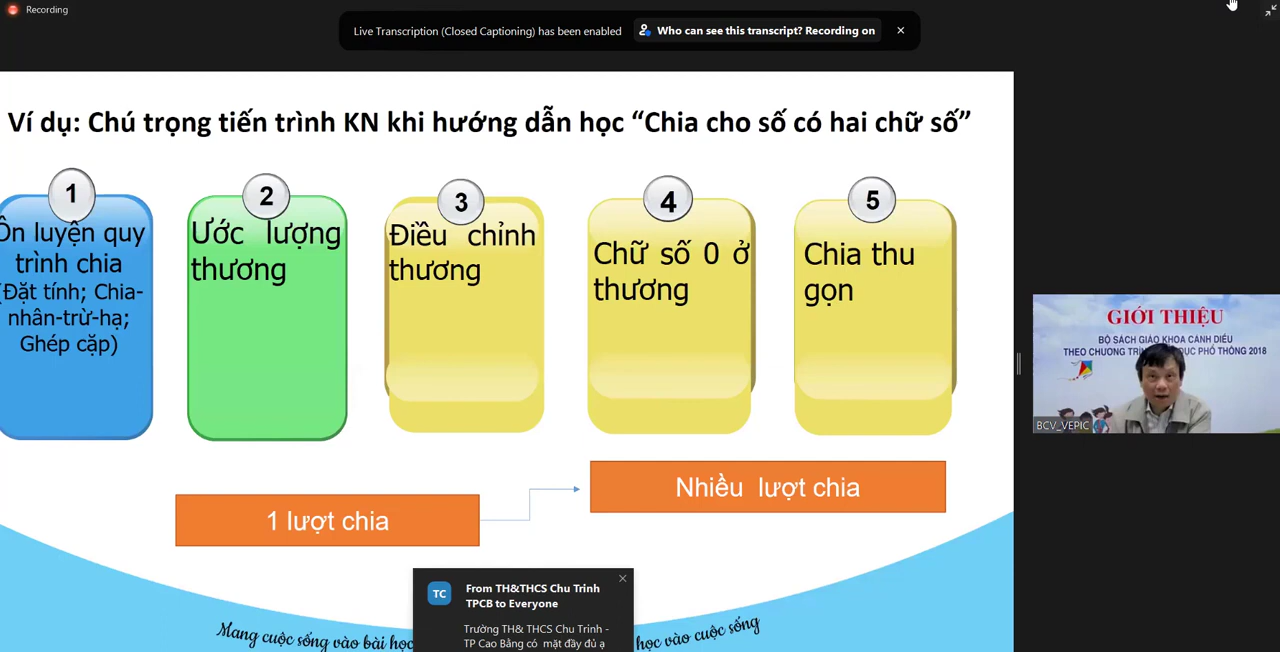 Recording
Live Transcription (Closed Captioning) has been enabled
Who can see this transcript? Recording on
Ví dụ: Chú trọng tiến trình KN khi hướng dẫn học “Chia cho số có hai chữ số”
1
Ôn luyện quy
trình chia
(Đặt tính; Chia-
nhân-trừ-hạ;
Ghép cặp)
2
Ước lượng
thương
3
Điều chỉnh
thương
4
Chữ số 0 ở
thương
5
Chia thu
gọn
1 lượt chia
Nhiều lượt chia
GIỚI THIỆU
BỘ SÁCH GIÁO KHOA CÁNH DIỀU
THEO CHƯƠNG TRÌNH DỤC PHỔ THÔNG 2018
BCV_VEPIC
TC
From TH&THCS Chu Trinh
TPCB to Everyone
Trường TH& THCS Chu Trinh -
TP Cao Bằng có mặt đầy đủ ạ
Mang cuộc sống vào bài học
học vào cuộc sống